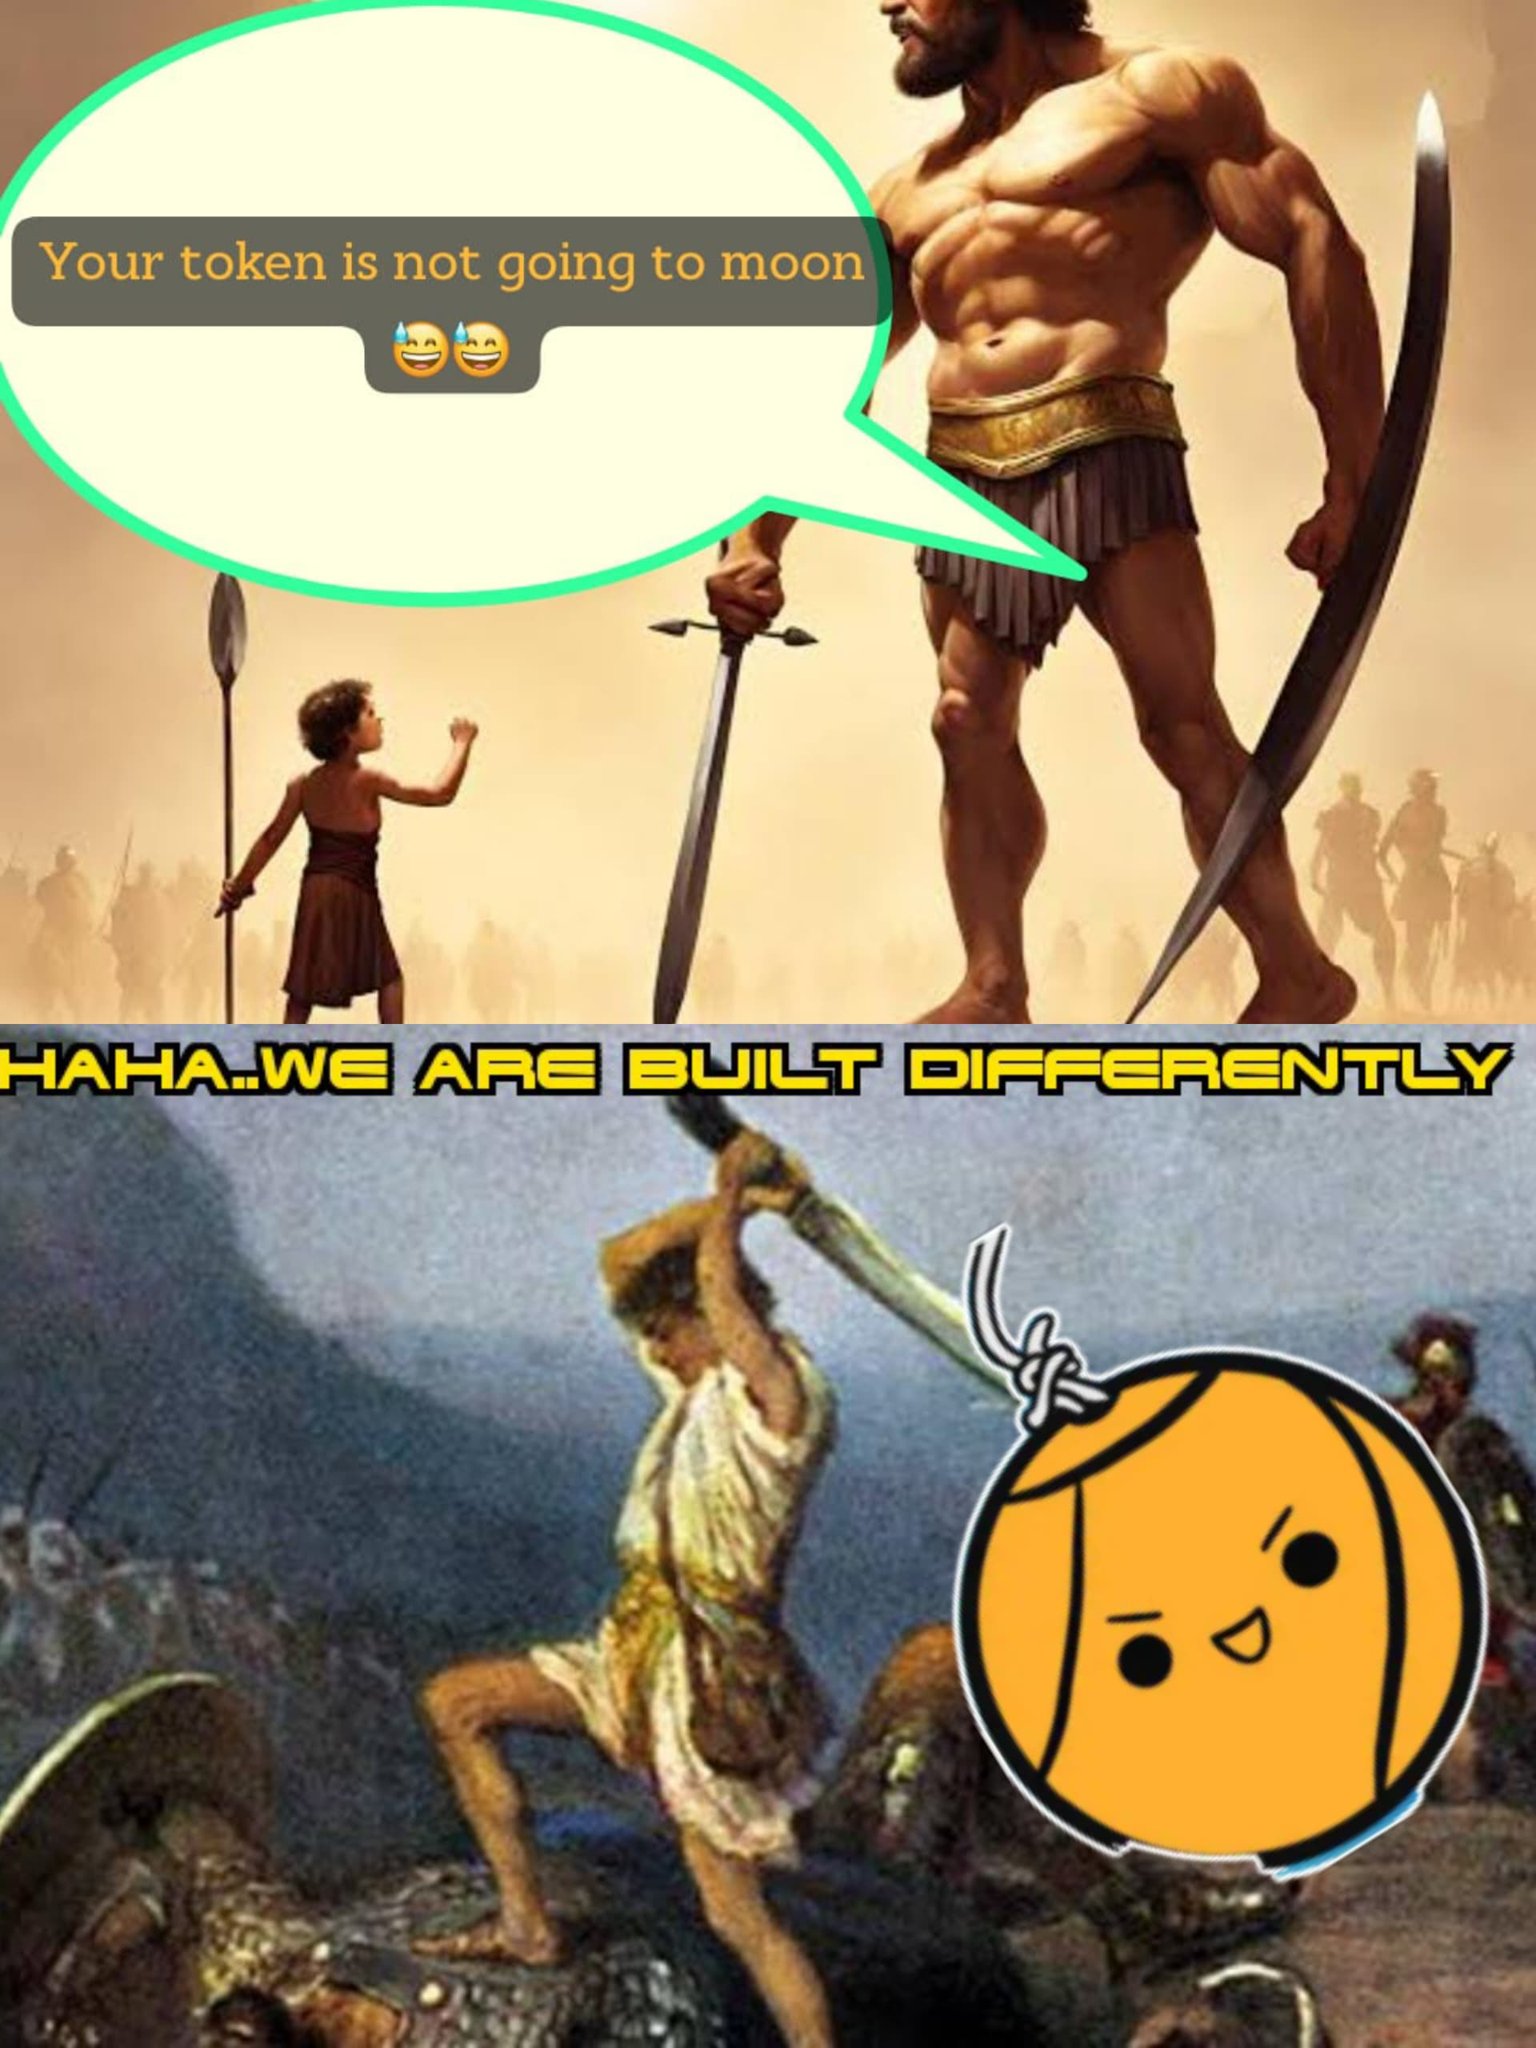 Your token is not going to moon
😅😅
HAHA..WE ARE BUILT DIFFERENTLY